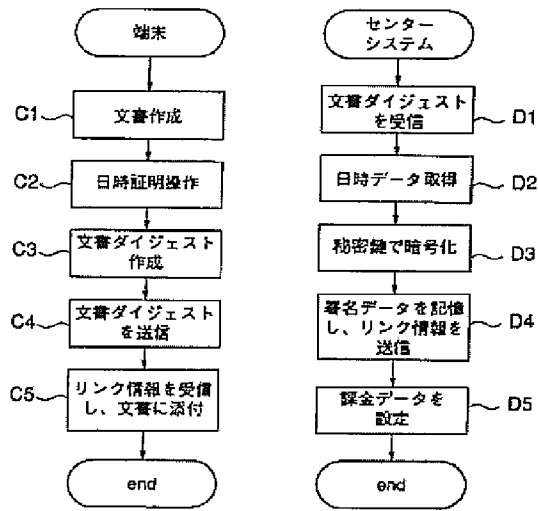 端末
C1
文書作成
C2
日時証明操作
C3
文書ダイジェスト
作成
C4
文書ダイジェスト
を送信
C5
リンク情報を受信
し、文書に添付
end
センター
システム
文書ダイジェスト
を受信
D1
日時データ取得
D2
秘密鍵で暗号化
D3
署名データを記憶
し、リンク情報を
送信
D4
課金データを
設定
D5
end